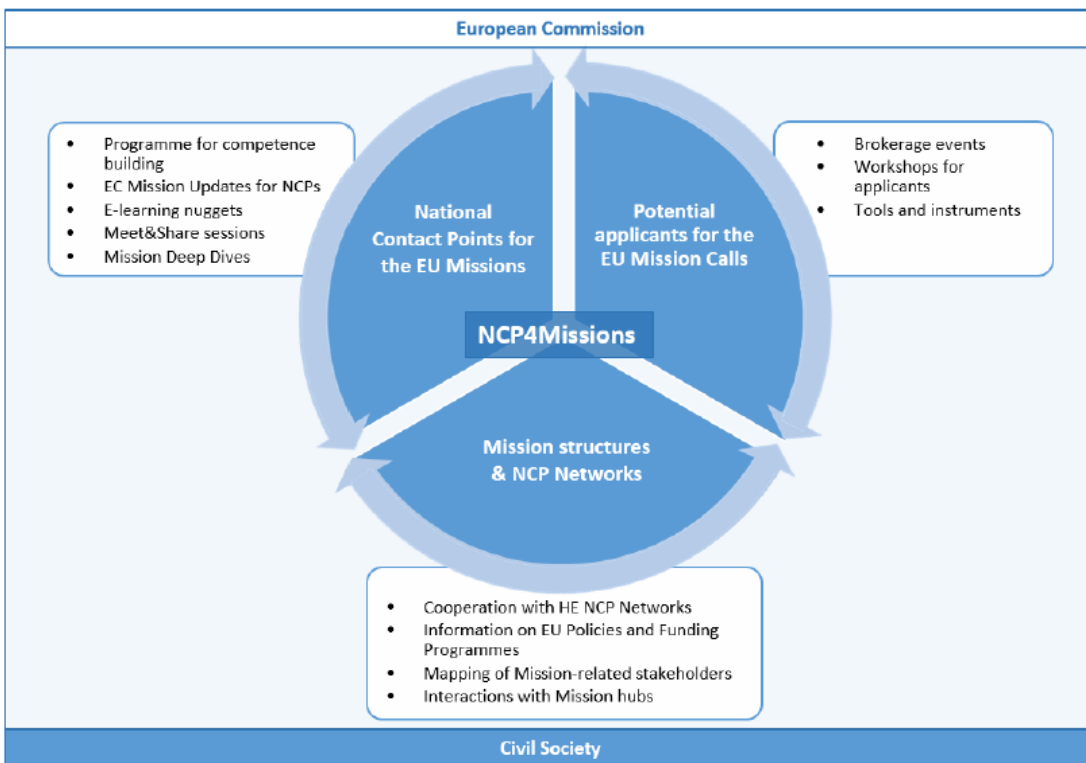 European Commission
• Programme for competence
building
• EC Mission Updates for NCPs
• E-learning nuggets
• Meet&Share sessions
• Mission Deep Dives
National
Contact Points for
the EU Missions
Potential
applicants for the
EU Mission Calls
• Brokerage events
• Workshops for
applicants
• Tools and instruments
NCP4Missions
Mission structures
& NCP Networks
• Cooperation with HE NCP Networks
• Information on EU Policies and Funding
Programmes
• Mapping of Mission-related stakeholders
• Interactions with Mission hubs
Civil Society